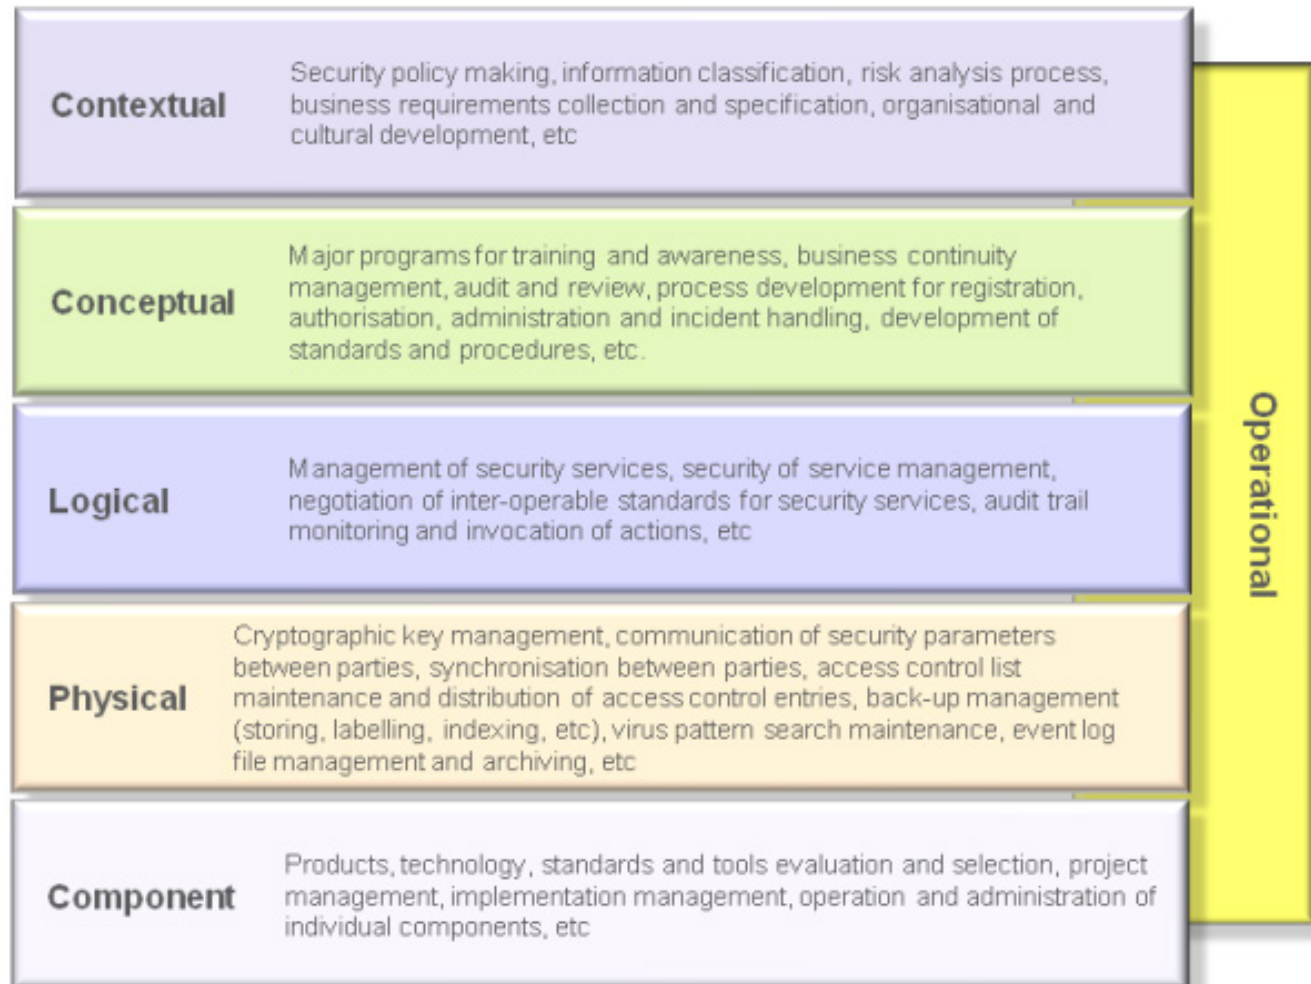 Contextual
Security policy making, information classification, risk analysis process,
business requirements collection and specification, organisational and
cultural development, etc
Conceptual
Major programs for training and awareness, business continuity
management, audit and review, process development for registration,
authorisation, administration and incident handling, development of
standards and procedures, etc.
Logical
Management of security services, security of service management,
negotiation of inter-operable standards for security services, audit trail
monitoring and invocation of actions, etc
Physical
Cryptographic key management, communication of security parameters
between parties, synchronisation between parties, access control list
maintenance and distribution of access control entries, back-up management
(storing, labelling, indexing, etc), virus pattern search maintenance, event log
file management and archiving, etc
Component
Products, technology, standards and tools evaluation and selection, project
management, implementation management, operation and administration of
individual components, etc
Operational